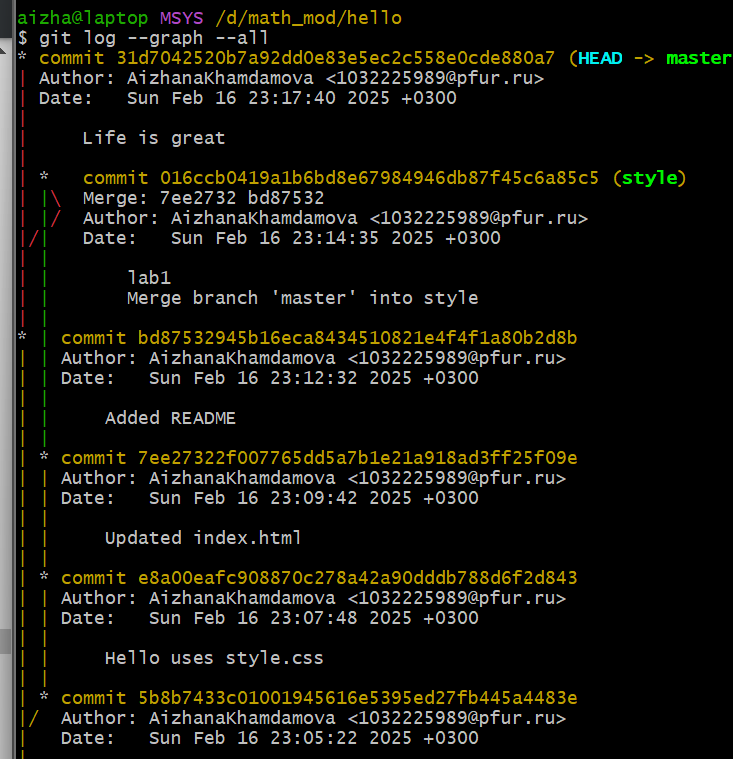 aizha@laptop MSYS /d/math_mod/hello
$ git log --graph --all
* commit 31d7042520b7a92dd0e83e5ec2c558e0cde880a7 (HEAD -> master
| Author: AizhanaKhamdamova <1032225989@pfur.ru>
| Date:   Sun Feb 16 23:17:40 2025 +0300
|
|     Life is great
|
| *   commit 016ccb0419a1b6bd8e67984946db87f45c6a85c5 (style)
| |\  Merge: 7ee2732 bd87532
| |/  Author: AizhanaKhamdamova <1032225989@pfur.ru>
|/|   Date:   Sun Feb 16 23:14:35 2025 +0300
| |
| |       lab1
| |       Merge branch 'master' into style
| |
* | commit bd87532945b16eca8434510821e4f4f1a80b2d8b
| | Author: AizhanaKhamdamova <1032225989@pfur.ru>
| | Date:   Sun Feb 16 23:12:32 2025 +0300
| |
| |     Added README
| |
| * commit 7ee27322f007765dd5a7b1e21a918ad3ff25f09e
| | Author: AizhanaKhamdamova <1032225989@pfur.ru>
| | Date:   Sun Feb 16 23:09:42 2025 +0300
| |
| |     Updated index.html
| |
| * commit e8a00eafc908870c278a42a90dddb788d6f2d843
| | Author: AizhanaKhamdamova <1032225989@pfur.ru>
| | Date:   Sun Feb 16 23:07:48 2025 +0300
| |
| |     Hello uses style.css
| |
| * commit 5b8b7433c01001945616e5395ed27fb445a4483e
|/  Author: AizhanaKhamdamova <1032225989@pfur.ru>
|   Date:   Sun Feb 16 23:05:22 2025 +0300
|